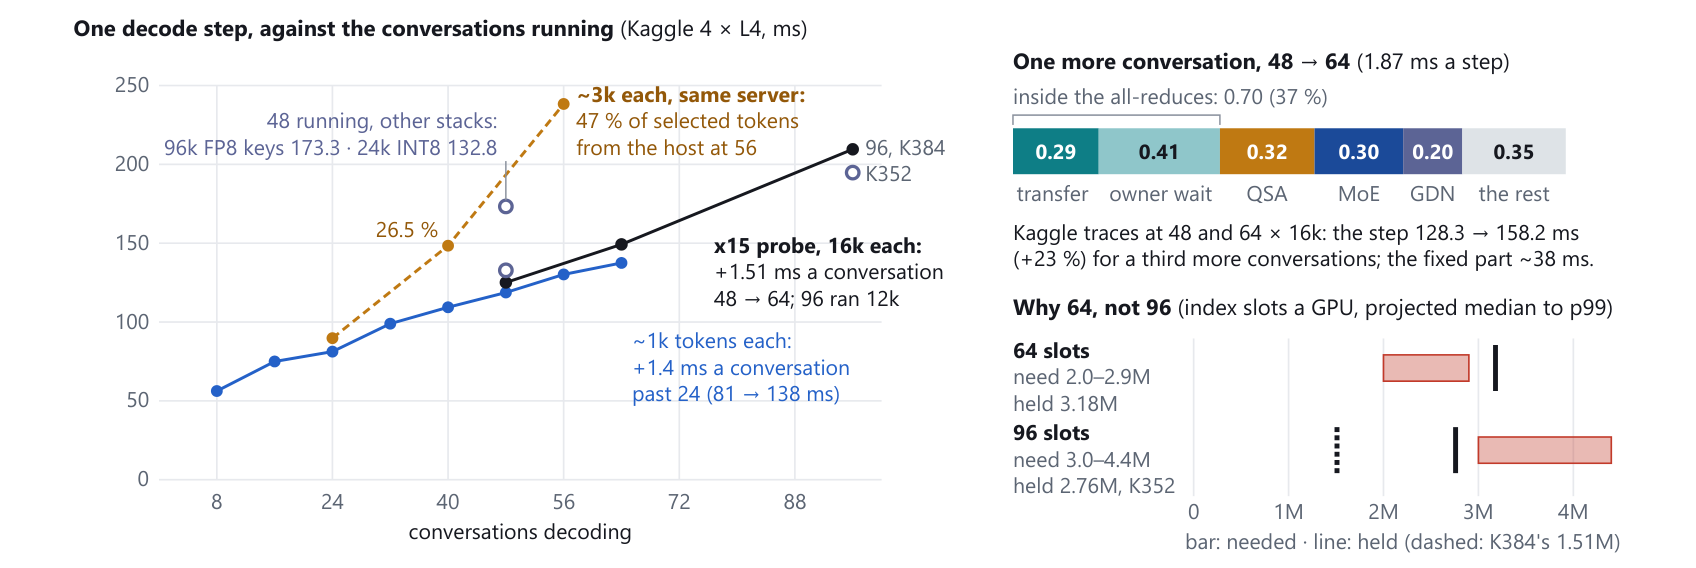 One decode step, against the conversations running (Kaggle 4 × L4, ms)
250
200
150
100
50
0
8
24
40
56
72
88
conversations decoding
48 running, other stacks:
96k FP8 keys 173.3 · 24k INT8 132.8
~3k each, same server:
47 % of selected tokens
from the host at 56
26.5 %
96, K384
K352
x15 probe, 16k each:
+1.51 ms a conversation
48 → 64; 96 ran 12k
~1k tokens each:
+1.4 ms a conversation
past 24 (81 → 138 ms)
One more conversation, 48 → 64 (1.87 ms a step)
inside the all-reduces: 0.70 (37 %)
0.29 0.41 0.32 0.30 0.20 0.35
transfer owner wait QSA MoE GDN the rest
Kaggle traces at 48 and 64 × 16k: the step 128.3 → 158.2 ms
(+23 %) for a third more conversations; the fixed part ~38 ms.
Why 64, not 96 (index slots a GPU, projected median to p99)
64 slots
need 2.0–2.9M
held 3.18M
96 slots
need 3.0–4.4M
held 2.76M, K352
0 1M 2M 3M 4M
bar: needed · line: held (dashed: K384's 1.51M)